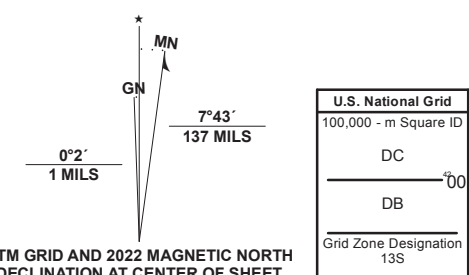 ★
MN
GN
7°43´
137 MILS
0°2´
1 MILS
TM GRID AND 2022 MAGNETIC NORTH
DECLINATION AT CENTER OF SHEET
U.S. National Grid
100,000 - m Square ID
DC
4200
DB
Grid Zone Designation
13S